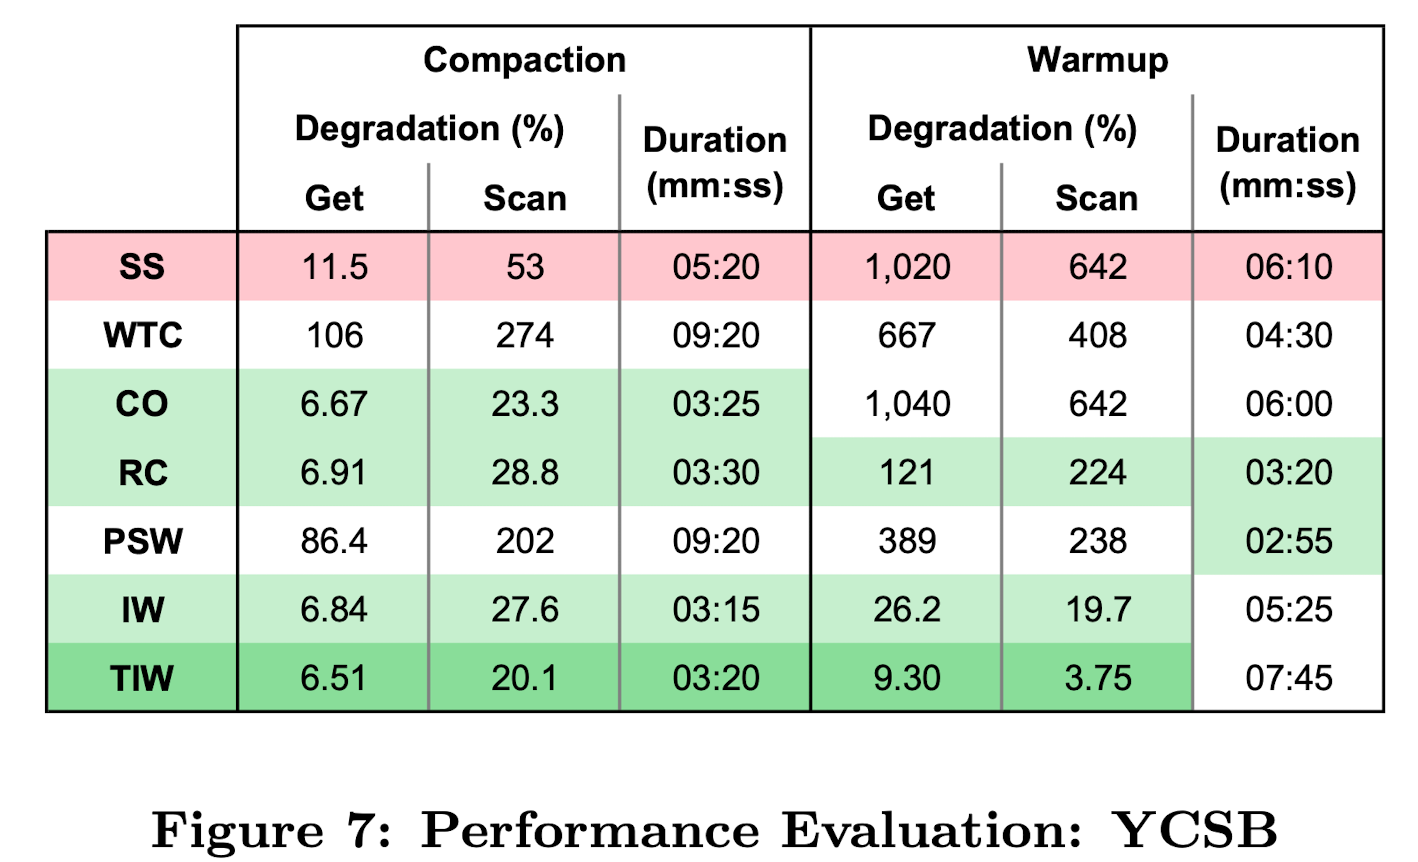 Compaction Warmup
Degradation (%) Duration (mm:ss) Degradation (%) Duration (mm:ss)
Get Scan Get Scan
SS 11.5 53 05:20 1,020 642 06:10
WTC 106 274 09:20 667 408 04:30
CO 6.67 23.3 03:25 1,040 642 06:00
RC 6.91 28.8 03:30 121 224 03:20
PSW 86.4 202 09:20 389 238 02:55
IW 6.84 27.6 03:15 26.2 19.7 05:25
TIW 6.51 20.1 03:20 9.30 3.75 07:45
Figure 7: Performance Evaluation: YCSB